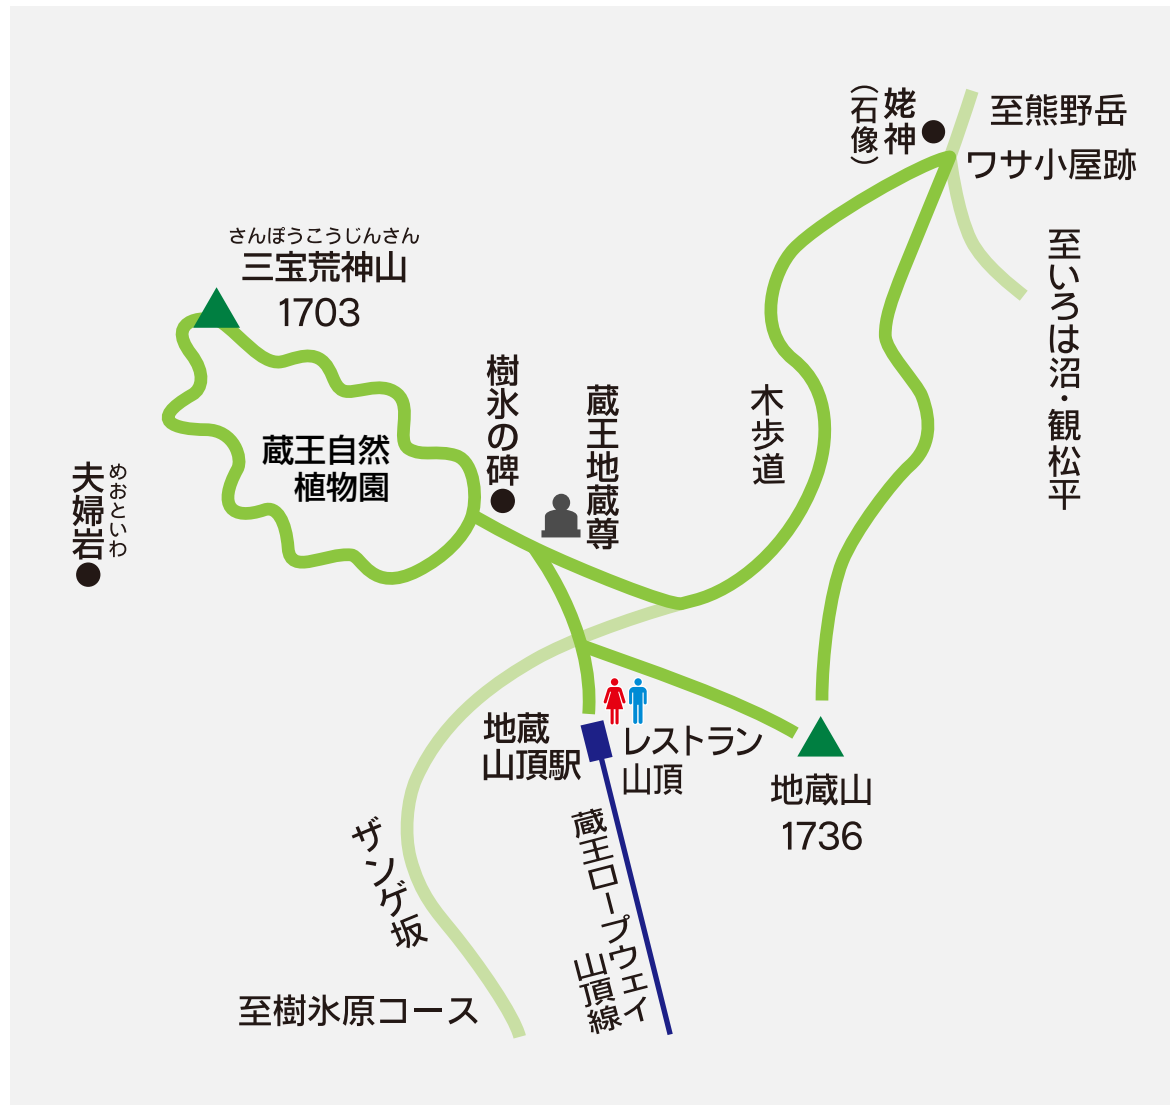 姥神
（石像）
至熊野岳
ワサ小屋跡
至いろは沼・観松平
さんぽうこうじんさん
三宝荒神山
1703
樹氷の碑
蔵王地蔵尊
木歩道
蔵王自然
植物園
めおといわ
夫婦岩
地蔵
山頂駅
レストラン
山頂
地蔵山
1736
ザンゲ坂
蔵王ロープウェイ
山頂線
至樹氷原コース